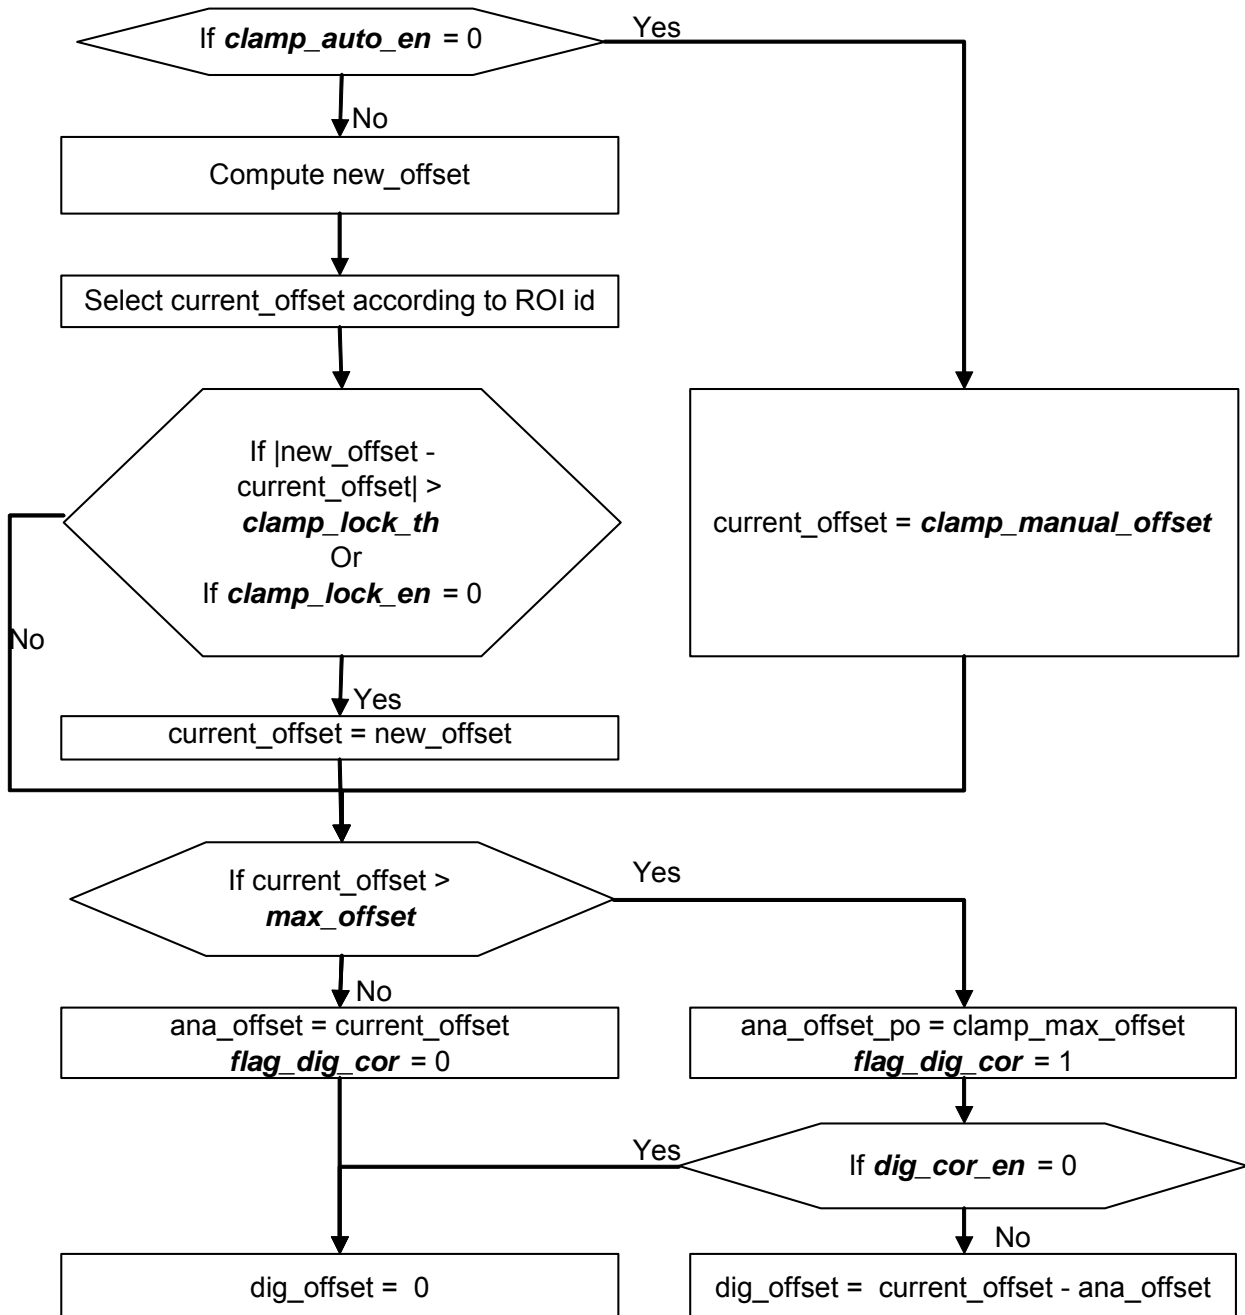 If clamp_auto_en = 0
Yes
No
Compute new_offset
Select current_offset according to ROI id
If |new_offset -
current_offset| >
clamp_lock_th
Or
If clamp_lock_en = 0
current_offset = clamp_manual_offset
No
Yes
current_offset = new_offset
If current_offset >
max_offset
Yes
No
ana_offset = current_offset
flag_dig_cor = 0
ana_offset_po = clamp_max_offset
flag_dig_cor = 1
Yes
If dig_cor_en = 0
No
dig_offset = 0
dig_offset = current_offset - ana_offset